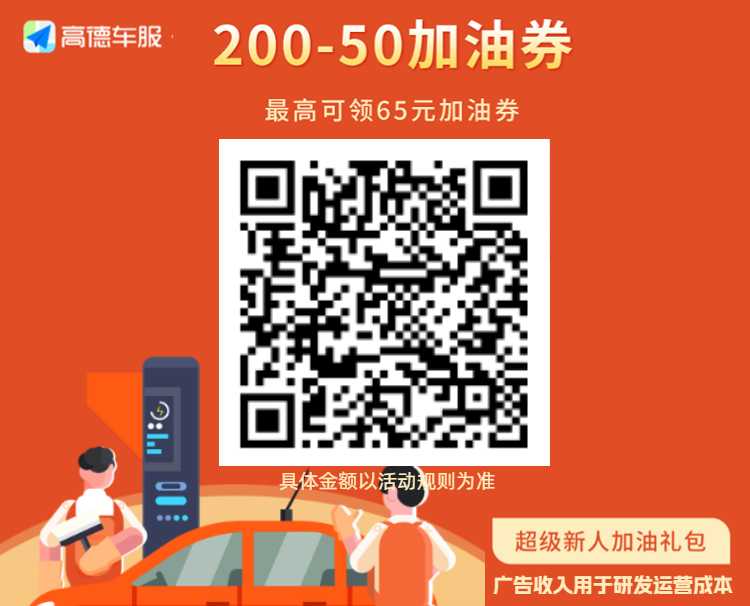 高德车服
200-50加油券
最高可领65元加油券
具体金额以活动规则为准
超级新人加油礼包
广告收入用于研发运营成本